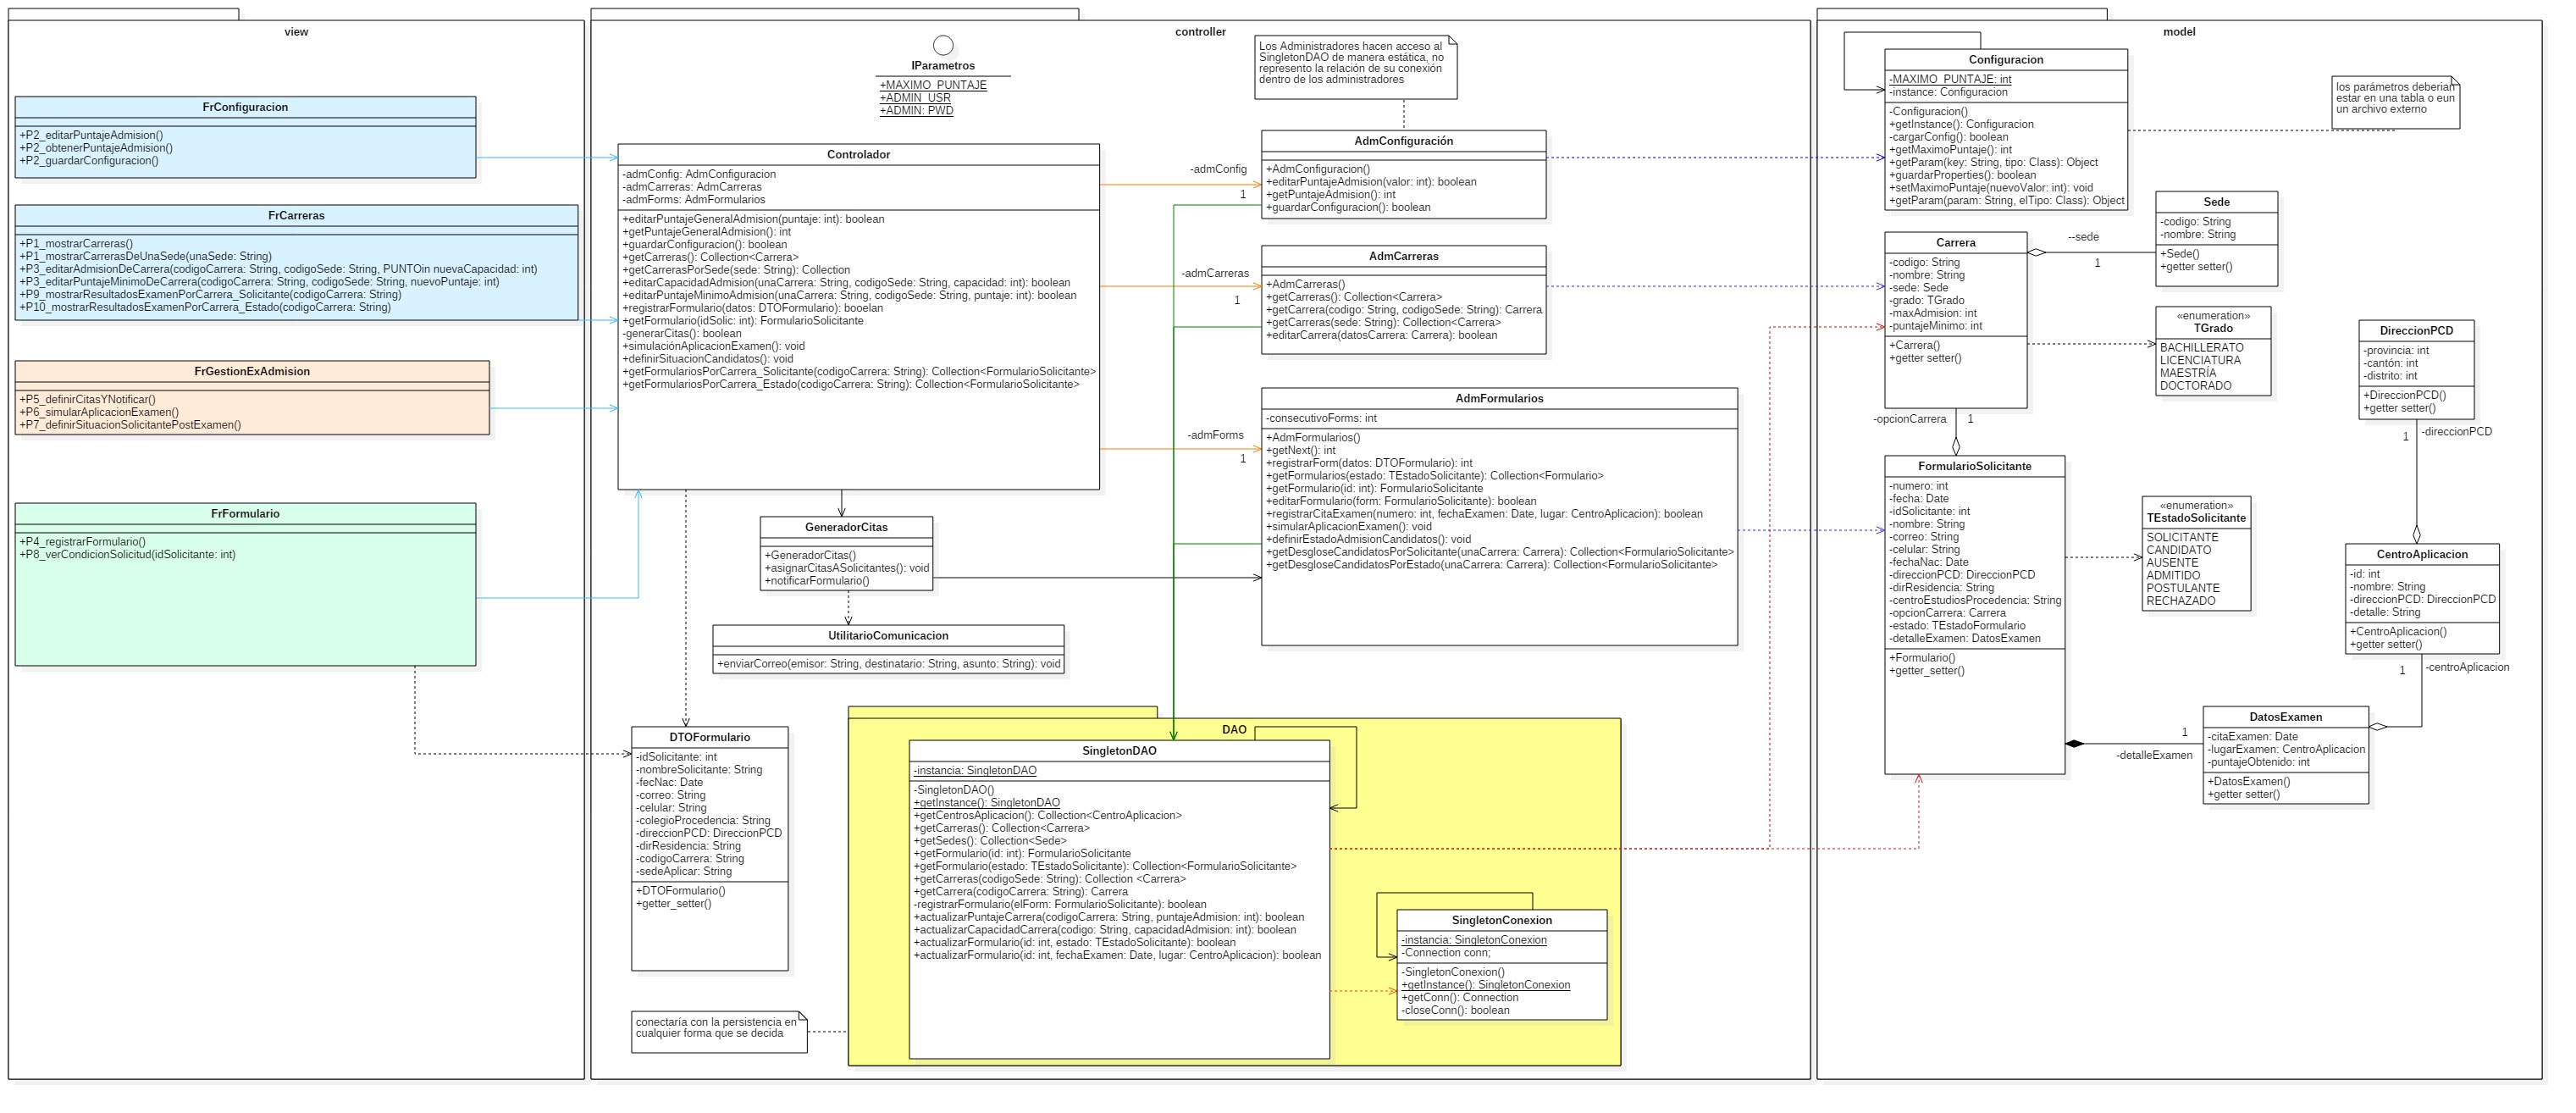 view
FrConfiguracion
+P2_editarPuntajeAdmision()
+P2_obtenerPuntajeAdmision()
+P2_guardarConfiguracion()
FrCarreras
+P1_mostrarCarreras()
+P1_mostrarCarrerasDeUnaSede(unaSede: String)
+P3_editarAdmisionDeCarrera(codigoCarrera: String, codigoSede: String, PUNTOin nuevaCapacidad: int)
+P3_editarPuntajeMinimoDeCarrera(codigoCarrera: String, codigoSede: String, nuevoPuntaje: int)
+P9_mostrarResultadosExamenPorCarrera_Solicitante(codigoCarrera: String)
+P10_mostrarResultadosExamenPorCarrera_Estado(codigoCarrera: String)
FrGestionExAdmision
+P5_definirCitasYNotificar()
+P6_simularAplicacionExamen()
+P7_definirSituacionSolicitantePostExamen()
FrFormulario
+P4_registrarFormulario()
+P8_verCondicionSolicitud(idSolicitante: int)
controller
IParametros
+MAXIMO_PUNTAJE
+ADMIN_USR
+ADMIN: PWD
Los Administradores hacen acceso al
SingletonDAO de manera estática, no
represento la relación de su conexión
dentro de los administradores
Controlador
-admConfig: AdmConfiguracion
-admCarreras: AdmCarreras
-admForms: AdmFormularios
+editarPuntajeGeneralAdmision(puntaje: int): boolean
+getPuntajeGeneralAdmision(): int
+guardarConfiguracion(): boolean
+getCarreras(): Collection<Carrera>
+getCarrerasPorSede(sede: String): Collection
+editarCapacidadAdmision(unaCarrera: String, codigoSede: String, capacidad: int): boolean
+editarPuntajeMinimoAdmision(unaCarrera: String, codigoSede: String, puntaje: int): boolean
+registrarFormulario(datos: DTOFormulario): booelan
+getFormulario(idSolic: int): FormularioSolicitante
-generarCitas(): boolean
+simulaciónAplicacionExamen(): void
+definirSituacionCandidatos(): void
+getFormulariosPorCarrera_Solicitante(codigoCarrera: String): Collection<FormularioSolicitante>
+getFormulariosPorCarrera_Estado(codigoCarrera: String): Collection<FormularioSolicitante>
-admConfig
1
-admCarreras
1
-admForms
1
AdmConfiguración
+AdmConfiguracion()
+editarPuntajeAdmision(valor: int): boolean
+getPuntajeAdmision(): int
+guardarConfiguracion(): boolean
AdmCarreras
+AdmCarreras()
+getCarreras(): Collection<Carrera>
+getCarrera(codigo: String, codigoSede: String): Carrera
+getCarreras(sede: String): Collection<Carrera>
+editarCarrera(datosCarrera: Carrera): boolean
AdmFormularios
-consecutivoForms: int
+AdmFormularios()
+getNext(): int
+registrarForm(datos: DTOFormulario): int
+getFormularios(estado: TEstadoSolicitante): Collection<Formulario>
+getFormulario(id: int): FormularioSolicitante
+editarFormulario(form: FormularioSolicitante): boolean
+registrarCitaExamen(numero: int, fechaExamen: Date, lugar: CentroAplicacion): boolean
+simularAplicacionExamen(): void
+definirEstadoAdmisionCandidatos(): void
+getDesgloseCandidatosPorSolicitante(unaCarrera: Carrera): Collection<FormularioSolicitante>
+getDesgloseCandidatosPorEstado(unaCarrera: Carrera): Collection<FormularioSolicitante>
GeneradorCitas
+GeneradorCitas()
+asignarCitasASolicitantes(): void
+notificarFormulario()
UtilitarioComunicacion
+enviarCorreo(emisor: String, destinatario: String, asunto: String): void
DTOFormulario
-idSolicitante: int
-nombreSolicitante: String
-fecNac: Date
-correo: String
-celular: String
-colegioProcedencia: String
-direccionPCD: DireccionPCD
-dirResidencia: String
-codigoCarrera: String
-sedeAplicar: String
+DTOFormulario()
+getter_setter()
conectaría con la persistencia en
cualquier forma que se decida
DAO
SingletonDAO
-instancia: SingletonDAO
-SingletonDAO()
+getInstance(): SingletonDAO
+getCentrosAplicacion(): Collection<CentroAplicacion>
+getCarreras(): Collection<Carrera>
+getSedes(): Collection<Sede>
+getFormulario(id: int): FormularioSolicitante
+getFormulario(estado: TEstadoSolicitante): Collection<FormularioSolicitante>
+getCarreras(codigoSede: String): Collection <Carrera>
+getCarrera(codigoCarrera: String): Carrera
-registrarFormulario(elForm: FormularioSolicitante): boolean
+actualizarPuntajeCarrera(codigoCarrera: String, puntajeAdmision: int): boolean
+actualizarCapacidadCarrera(codigo: String, capacidadAdmision: int): boolean
+actualizarFormulario(id: int, estado: TEstadoSolicitante): boolean
+actualizarFormulario(id: int, fechaExamen: Date, lugar: CentroAplicacion): boolean
SingletonConexion
-instancia: SingletonConexion
-Connection conn;
-SingletonConexion()
+getInstance(): SingletonConexion
+getConn(): Connection
-closeConn(): boolean
model
Configuracion
-MAXIMO_PUNTAJE: int
-instance: Configuracion
-Configuracion()
+getInstance(): Configuracion
-cargarConfig(): boolean
+getMaximoPuntaje(): int
+getParam(key: String, tipo: Class): Object
+guardarProperties(): boolean
+setMaximoPuntaje(nuevoValor: int): void
+getParam(param: String, elTipo: Class): Object
los parámetros deberian
estar en una tabla o eun
un archivo externo
Sede
-codigo: String
-nombre: String
+Sede()
+getter setter()
--sede
1
Carrera
-codigo: String
-nombre: String
-sede: Sede
-grado: TGrado
-maxAdmision: int
-puntajeMinimo: int
+Carrera()
+getter setter()
«enumeration»
TGrado
BACHILLERATO
LICENCIATURA
MAESTRÍA
DOCTORADO
DireccionPCD
-provincia: int
-cantón: int
-distrito: int
+DireccionPCD()
+getter setter()
-opcionCarrera
1
1
-direccionPCD
FormularioSolicitante
-numero: int
-fecha: Date
-idSolicitante: int
-nombre: String
-correo: String
-celular: String
-fechaNac: Date
-direccionPCD: DireccionPCD
-dirResidencia: String
-centroEstudiosProcedencia: String
-opcionCarrera: Carrera
-estado: TEstadoFormulario
-detalleExamen: DatosExamen
+Formulario()
+getter_setter()
«enumeration»
TEstadoSolicitante
SOLICITANTE
CANDIDATO
AUSENTE
ADMITIDO
POSTULANTE
RECHAZADO
CentroAplicacion
-id: int
-nombre: String
-direccionPCD: DireccionPCD
-detalle: String
+CentroAplicacion()
+getter setter()
1
-centroAplicacion
DatosExamen
-citaExamen: Date
-lugarExamen: CentroAplicacion
-puntajeObtenido: int
+DatosExamen()
+getter setter()
1
-detalleExamen